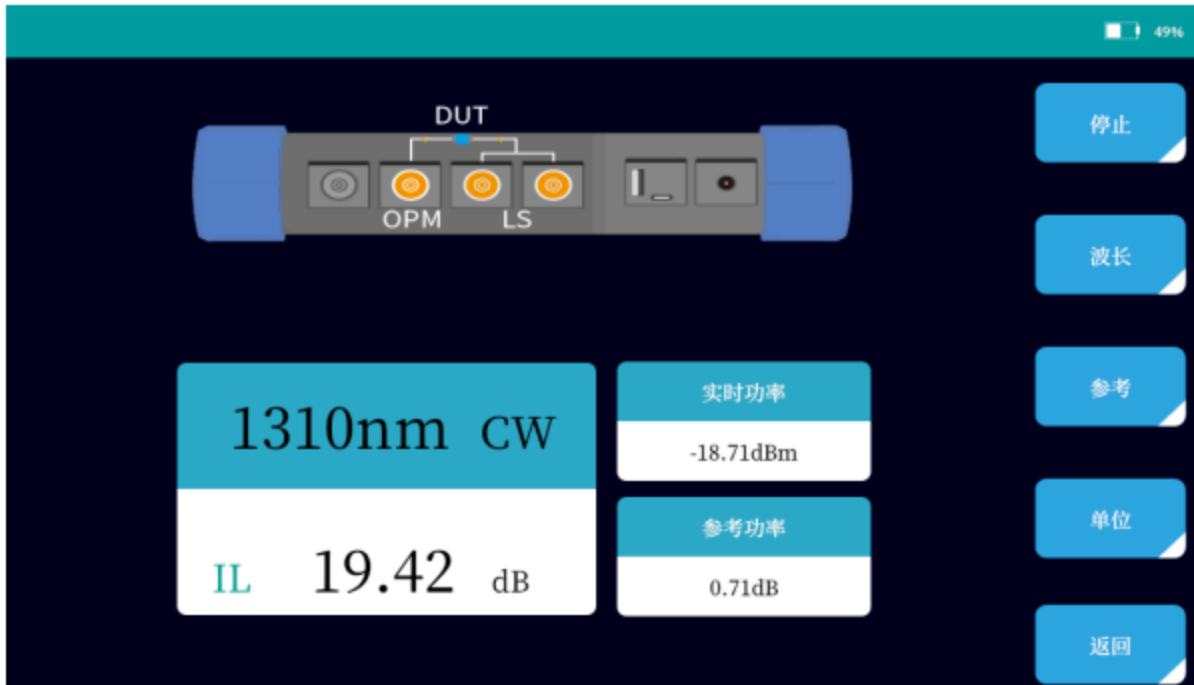 49%
DUT
OPM LS
停止
波长
参考
单位
返回
1310nm CW
IL 19.42 dB
实时功率
-18.71dBm
参考功率
0.71dB